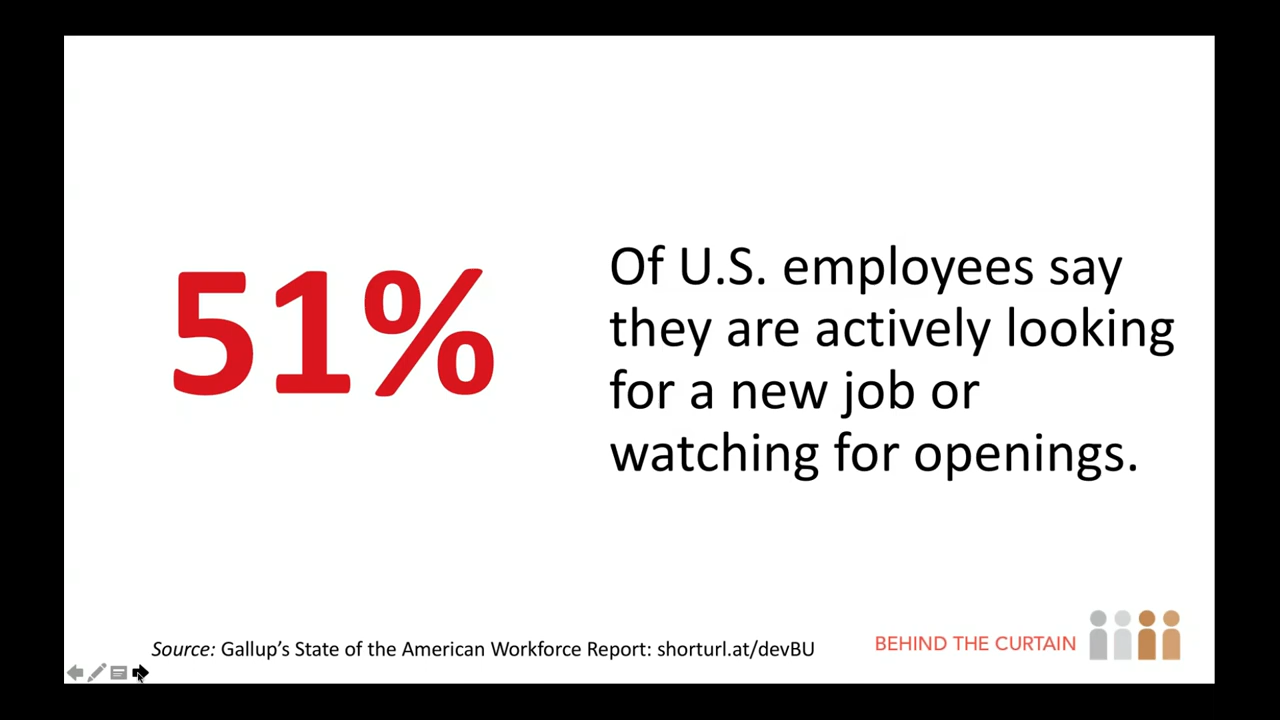 51%
Of U.S. employees say
they are actively looking
for a new job or
watching for openings.
Source: Gallup's State of the American Workforce Report: shorturl.at/devBU
BEHIND THE CURTAIN